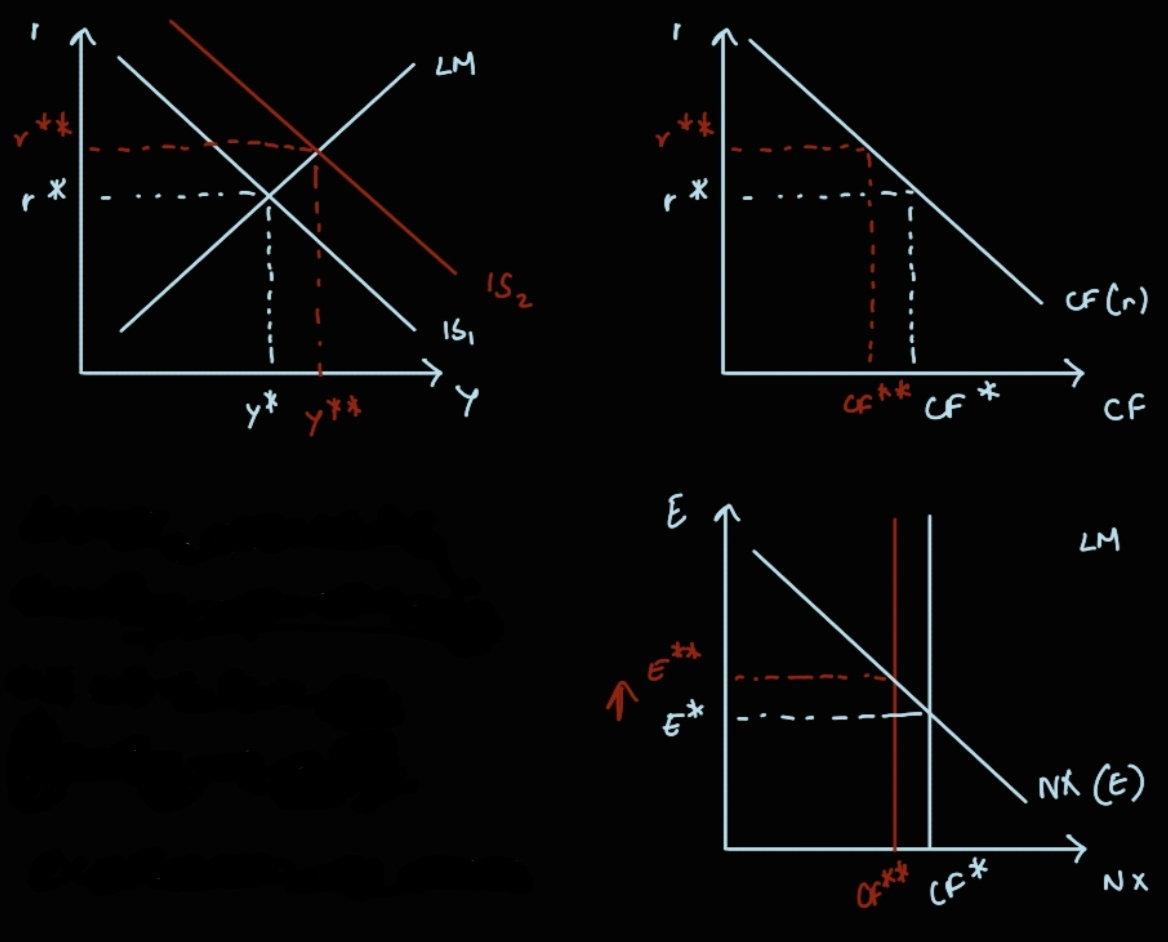 r
LM
r**
r*
IS₂
IS₁
y*
y**
Y
r
r**
r*
CF(r)
CF**
CF*
CF
E
LM
E**
E*
NX (E)
CF**
CF*
NX